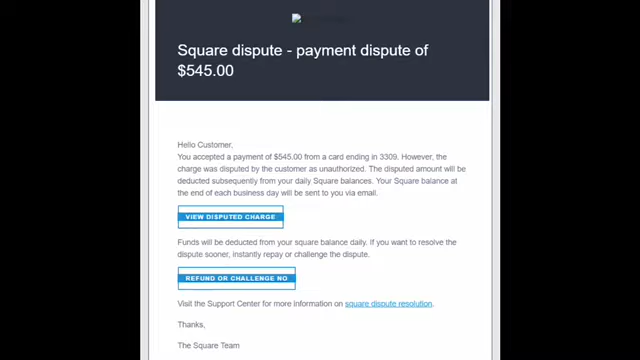 Square dispute - payment dispute of
$545.00
Hello Customer,
You accepted a payment of $545.00 from a card ending in 3309. However, the
charge was disputed by the customer as unauthorized. The disputed amount will be
deducted subsequently from your daily Square balances. Your Square balance at
the end of each business day will be sent to you via email.
VIEW DISPUTED CHARGE
Funds will be deducted from your square balance daily. If you want to resolve the
dispute sooner, instantly repay or challenge the dispute.
REFUND OR CHALLENGE NO
Visit the Support Center for more information on square dispute resolution.
Thanks,
The Square Team